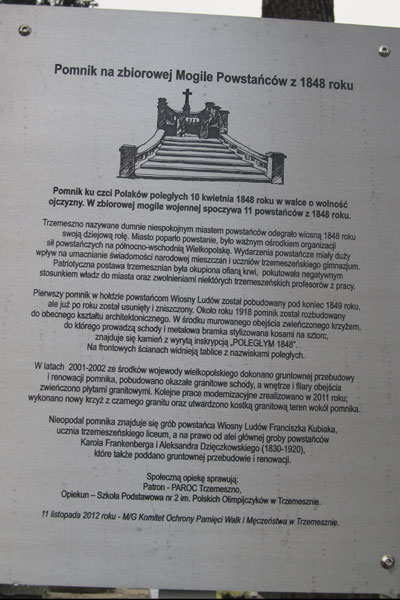 Pomnik na zbiorowej Mogile Powstańców z 1848 roku
Pomnik ku czci Polaków poległych 10 kwietnia 1848 roku w walce o wolność
ojczyzny. W zbiorowej mogile wojennej spoczywa 11 powstańców z 1848 roku.
Trzemeszno nazywane dumnie niespokojnym miastem powstańców odegrało wiosną 1848 roku
swoją dziejową rolę. Miasto poparło powstanie, było ważnym ośrodkiem organizacji
sił powstańczych na północno-wschodnią Wielkopolskę. Wydarzenia powstańcze miały duży
wpływ na umacnianie świadomości narodowej mieszczan i uczniów trzemeszeńskiego gimnazjum.
Patriotyczna postawa trzemesznian była okupiona ofiarą krwi, pokutowała negatywnym
stosunkiem władz do miasta oraz zwolnieniami niektórych trzemeszeńskich profesorów z pracy.
Pierwszy pomnik w hołdzie powstańcom Wiosny Ludów został pobudowany pod koniec 1849 roku,
ale już po roku został usunięty i zniszczony. Około roku 1918 pomnik został rozbudowany
do obecnego kształtu architektonicznego. W środku murowanego obejścia zwieńczonego krzyżem,
do którego prowadzą schody i metalowa bramka stylizowana kosami na sztorc,
znajduje się kamień z wyrytą inskrypcją „POLEGŁYM 1848”.
Na frontowych ścianach widnieją tablice z nazwiskami poległych.
W latach 2001-2002 ze środków wojewody wielkopolskiego dokonano gruntownej przebudowy
i renowacji pomnika, pobudowano okazałe granitowe schody, a wnętrze i filary obejścia
zwieńczono płytami granitowymi. Kolejne prace modernizacyjne zrealizowano w 2011 roku;
wykonano nowy krzyż z czarnego granitu oraz utwardzono kostką granitową teren wokół pomnika.
Nieopodal pomnika znajduje się grób powstańca Wiosny Ludów Franciszka Kubiaka,
ucznia trzemeszeńskiego liceum, a na prawo od alei głównej groby powstańców
Karola Frankenberga i Aleksandra Dzięczkowskiego (1830-1920),
które także poddano gruntownej przebudowie i renowacji.
Społeczną opiekę sprawują:
Patron - PAROC Trzemeszno,
Opiekun – Szkoła Podstawowa nr 2 im. Polskich Olimpijczyków w Trzemesznie.
11 listopada 2012 roku - M/G Komitet Ochrony Pamięci Walk i Męczeństwa w Trzemesznie.